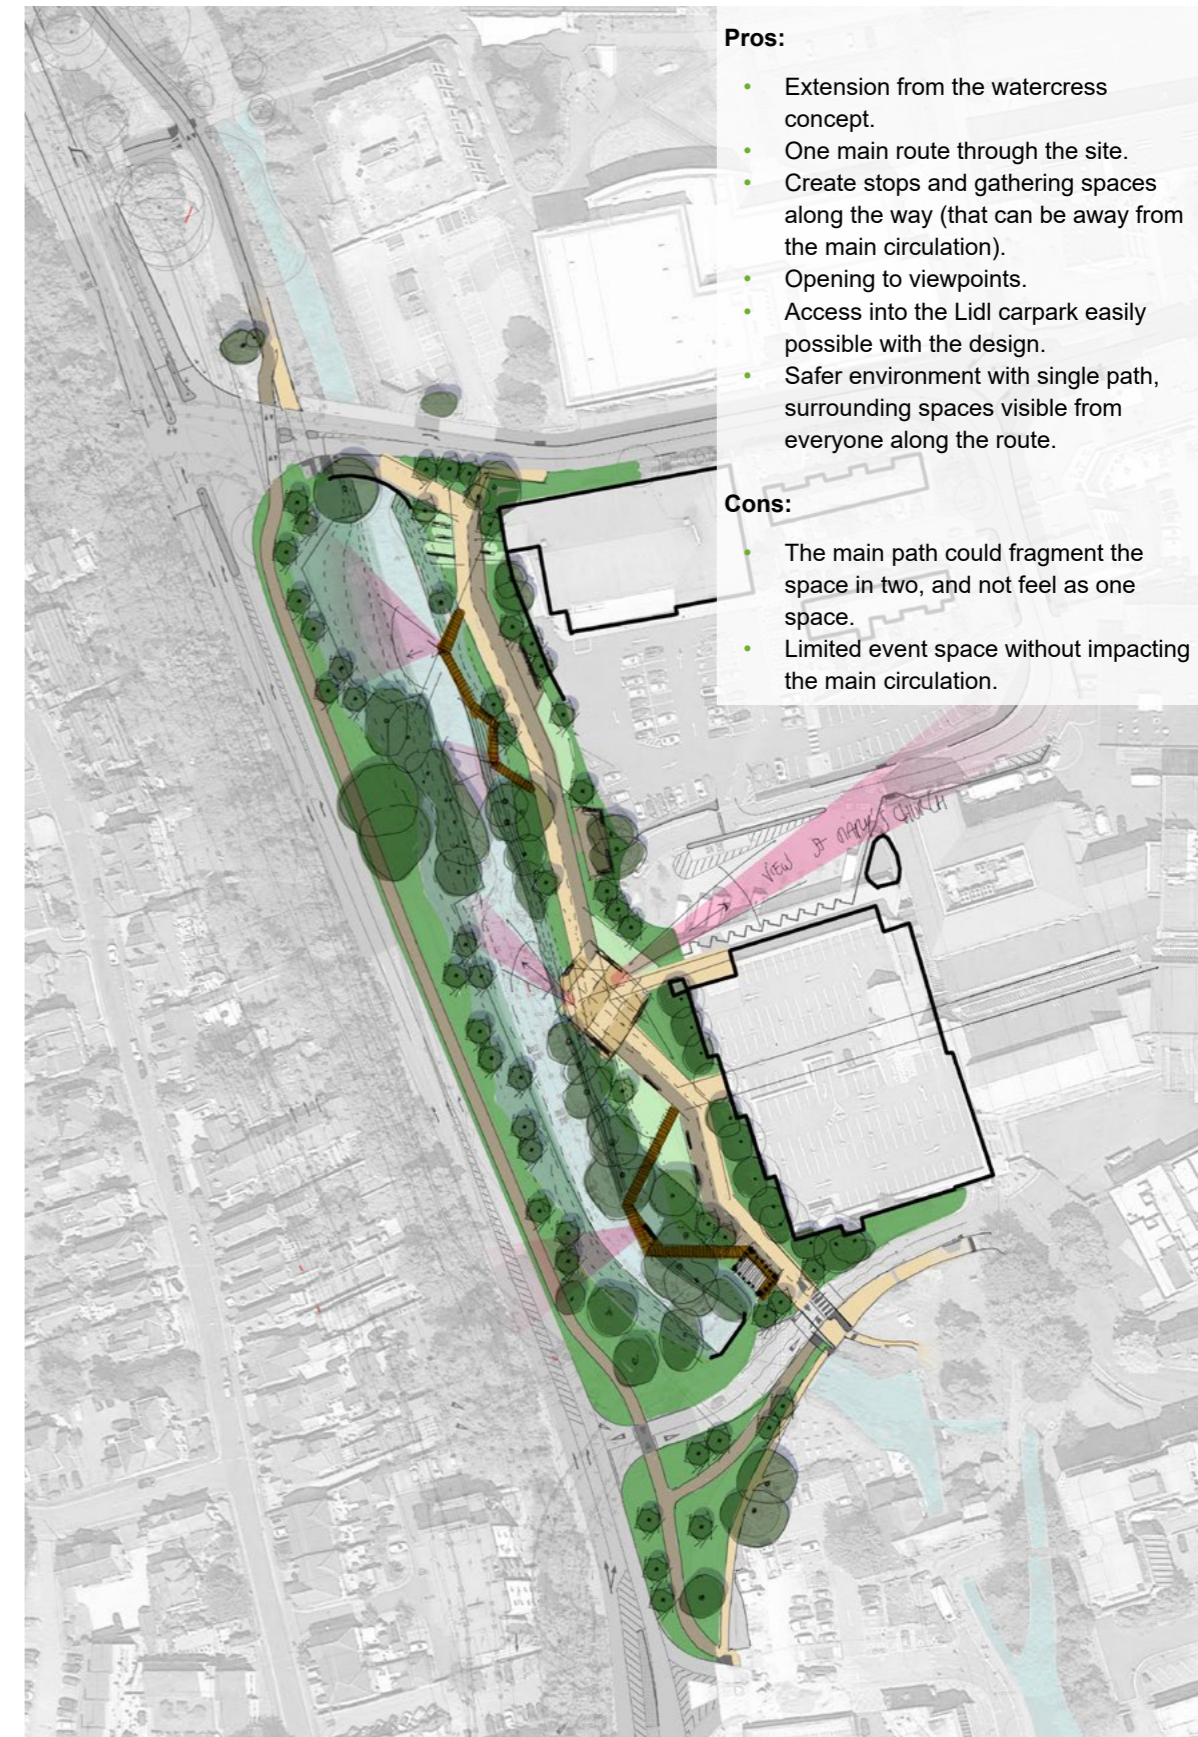 Pros:
• Extension from the watercress
concept.
• One main route through the site.
• Create stops and gathering spaces
along the way (that can be away from
the main circulation).
• Opening to viewpoints.
• Access into the Lidl carpark easily
possible with the design.
• Safer environment with single path,
surrounding spaces visible from
everyone along the route.
Cons:
• The main path could fragment the
space in two, and not feel as one
space.
• Limited event space without impacting
the main circulation.
VIEW ST MARY'S CHURCH